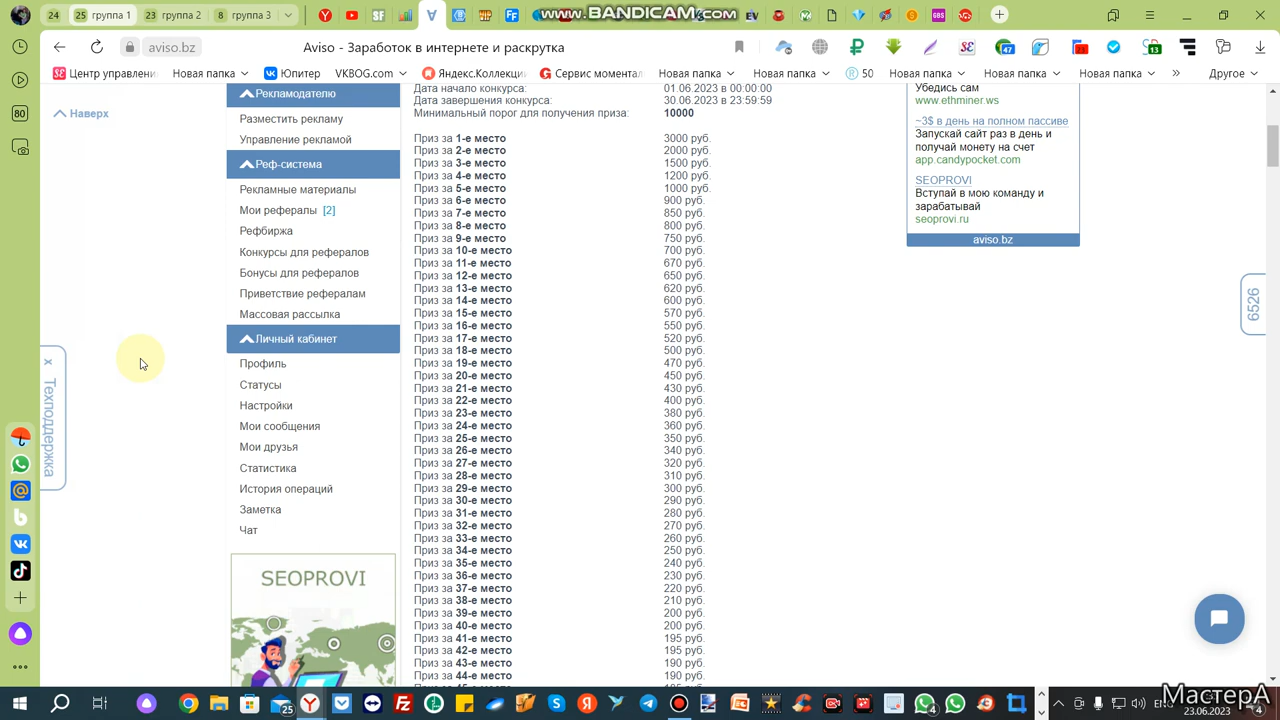 24
25 группа 1
23 группа 2
8 группа 3
www.BANDICAM.com
aviso.bz
Aviso - Заработок в интернете и раскрутка
47
23
13
Центр управлени
Новая папка
Юпитер
VKBOG.com
Яндекс.Коллекци
Сервис моментал
Новая папка
Новая папка
50
Новая папка
Новая папка
Новая папка
Другое
80
Наверх
Техподдержка
Рекламодателю
Разместить рекламу
Управление рекламой
Реф-система
Рекламные материалы
Мои рефералы [2]
Рефбиржа
Конкурсы для рефералов
Бонусы для рефералов
Приветствие рефералам
Массовая рассылка
Личный кабинет
Профиль
Статусы
Настройки
Мои сообщения
Мои друзья
Статистика
История операций
Заметка
Чат
SEOPROVI
Дата начало конкурса: 01.06.2023 в 00:00:00
Дата завершения конкурса: 30.06.2023 в 23:59:59
Минимальный порог для получения приза: 10000
Приз за 1-е место 3000 руб.
Приз за 2-е место 2000 руб.
Приз за 3-е место 1500 руб.
Приз за 4-е место 1200 руб.
Приз за 5-е место 1000 руб.
Приз за 6-е место 900 руб.
Приз за 7-е место 850 руб.
Приз за 8-е место 800 руб.
Приз за 9-е место 750 руб.
Приз за 10-е место 700 руб.
Приз за 11-е место 670 руб.
Приз за 12-е место 650 руб.
Приз за 13-е место 620 руб.
Приз за 14-е место 600 руб.
Приз за 15-е место 570 руб.
Приз за 16-е место 550 руб.
Приз за 17-е место 520 руб.
Приз за 18-е место 500 руб.
Приз за 19-е место 470 руб.
Приз за 20-е место 450 руб.
Приз за 21-е место 430 руб.
Приз за 22-е место 400 руб.
Приз за 23-е место 380 руб.
Приз за 24-е место 360 руб.
Приз за 25-е место 350 руб.
Приз за 26-е место 340 руб.
Приз за 27-е место 320 руб.
Приз за 28-е место 310 руб.
Приз за 29-е место 300 руб.
Приз за 30-е место 290 руб.
Приз за 31-е место 280 руб.
Приз за 32-е место 270 руб.
Приз за 33-е место 260 руб.
Приз за 34-е место 250 руб.
Приз за 35-е место 240 руб.
Приз за 36-е место 230 руб.
Приз за 37-е место 220 руб.
Приз за 38-е место 210 руб.
Приз за 39-е место 200 руб.
Приз за 40-е место 200 руб.
Приз за 41-е место 195 руб.
Приз за 42-е место 195 руб.
Приз за 43-е место 190 руб.
Приз за 44-е место 190 руб.
Убедись сам
www.ethminer.ws
~3$ в день на полном пассиве
Запускай сайт раз в день и
получай монету на счет
app.candypocket.com
SEOPROVI
Вступай в мою команду и
зарабатывай
seoprovi.ru
aviso.bz
6526
25
4
ENG
23.06.2023
МастерА